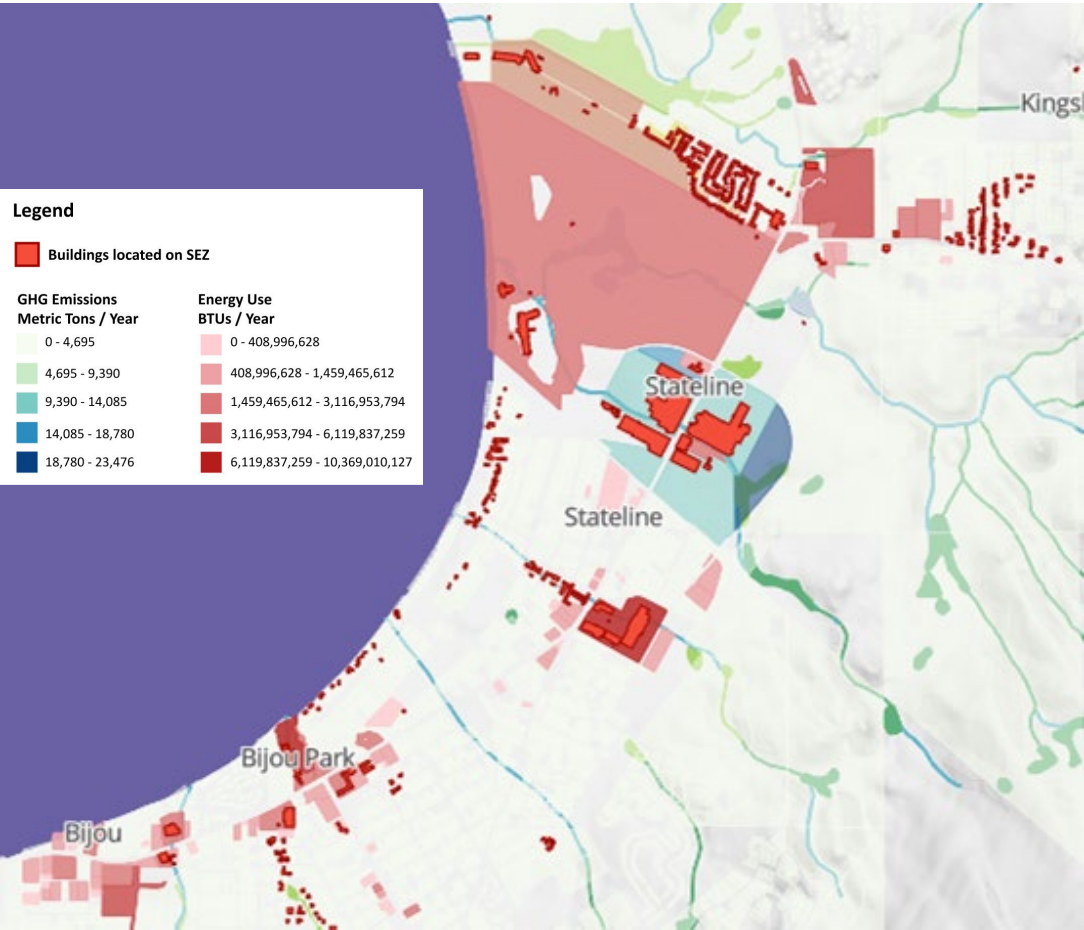 Kingsl
Legend
Buildings located on SEZ
GHG Emissions
Metric Tons / Year
0 - 4,695
4,695 - 9,390
9,390 - 14,085
14,085 - 18,780
18,780 - 23,476
Energy Use
BTUs / Year
0 - 408,996,628
408,996,628 - 1,459,465,612
1,459,465,612 - 3,116,953,794
3,116,953,794 - 6,119,837,259
6,119,837,259 - 10,369,010,127
Stateline
Stateline
Bijou Park
Bijou